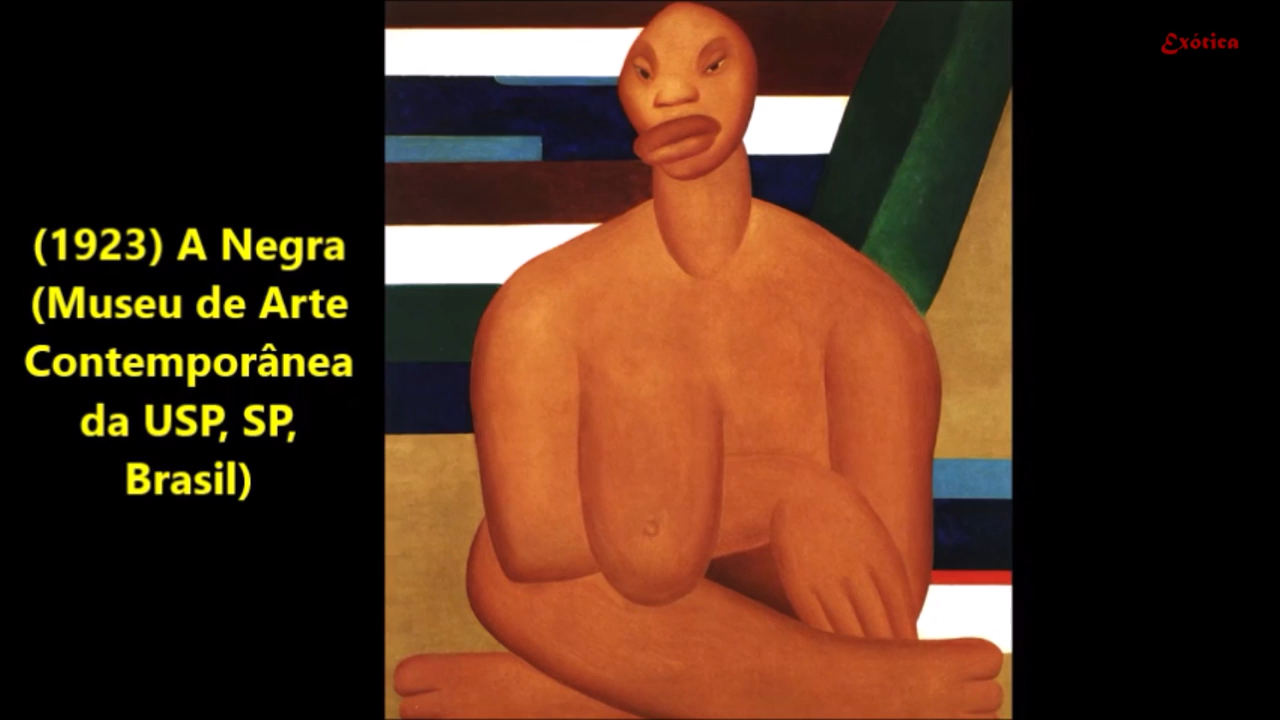 (1923) A Negra
(Museu de Arte
Contemporânea
da USP, SP,
Brasil)
Exótica